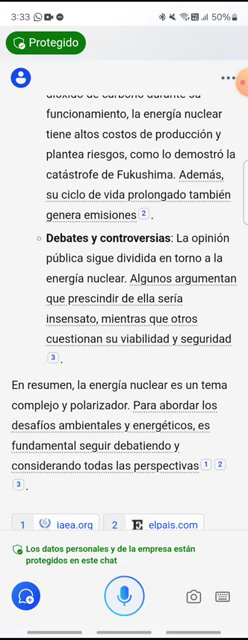 3:33
50%
Protegido
dióxido de carbono durante su
funcionamiento, la energía nuclear
tiene altos costos de producción y
plantea riesgos, como lo demostró la
catástrofe de Fukushima. Además,
su ciclo de vida prolongado también
genera emisiones 2 .
Debates y controversias: La opinión
pública sigue dividida en torno a la
energía nuclear. Algunos argumentan
que prescindir de ella sería
insensato, mientras que otros
cuestionan su viabilidad y seguridad
3 .
En resumen, la energía nuclear es un tema
complejo y polarizador. Para abordar los
desafíos ambientales y energéticos, es
fundamental seguir debatiendo y
considerando todas las perspectivas 1 2
3 .
1 iaea.org 2 E elpais.com
Los datos personales y de la empresa están
protegidos en este chat